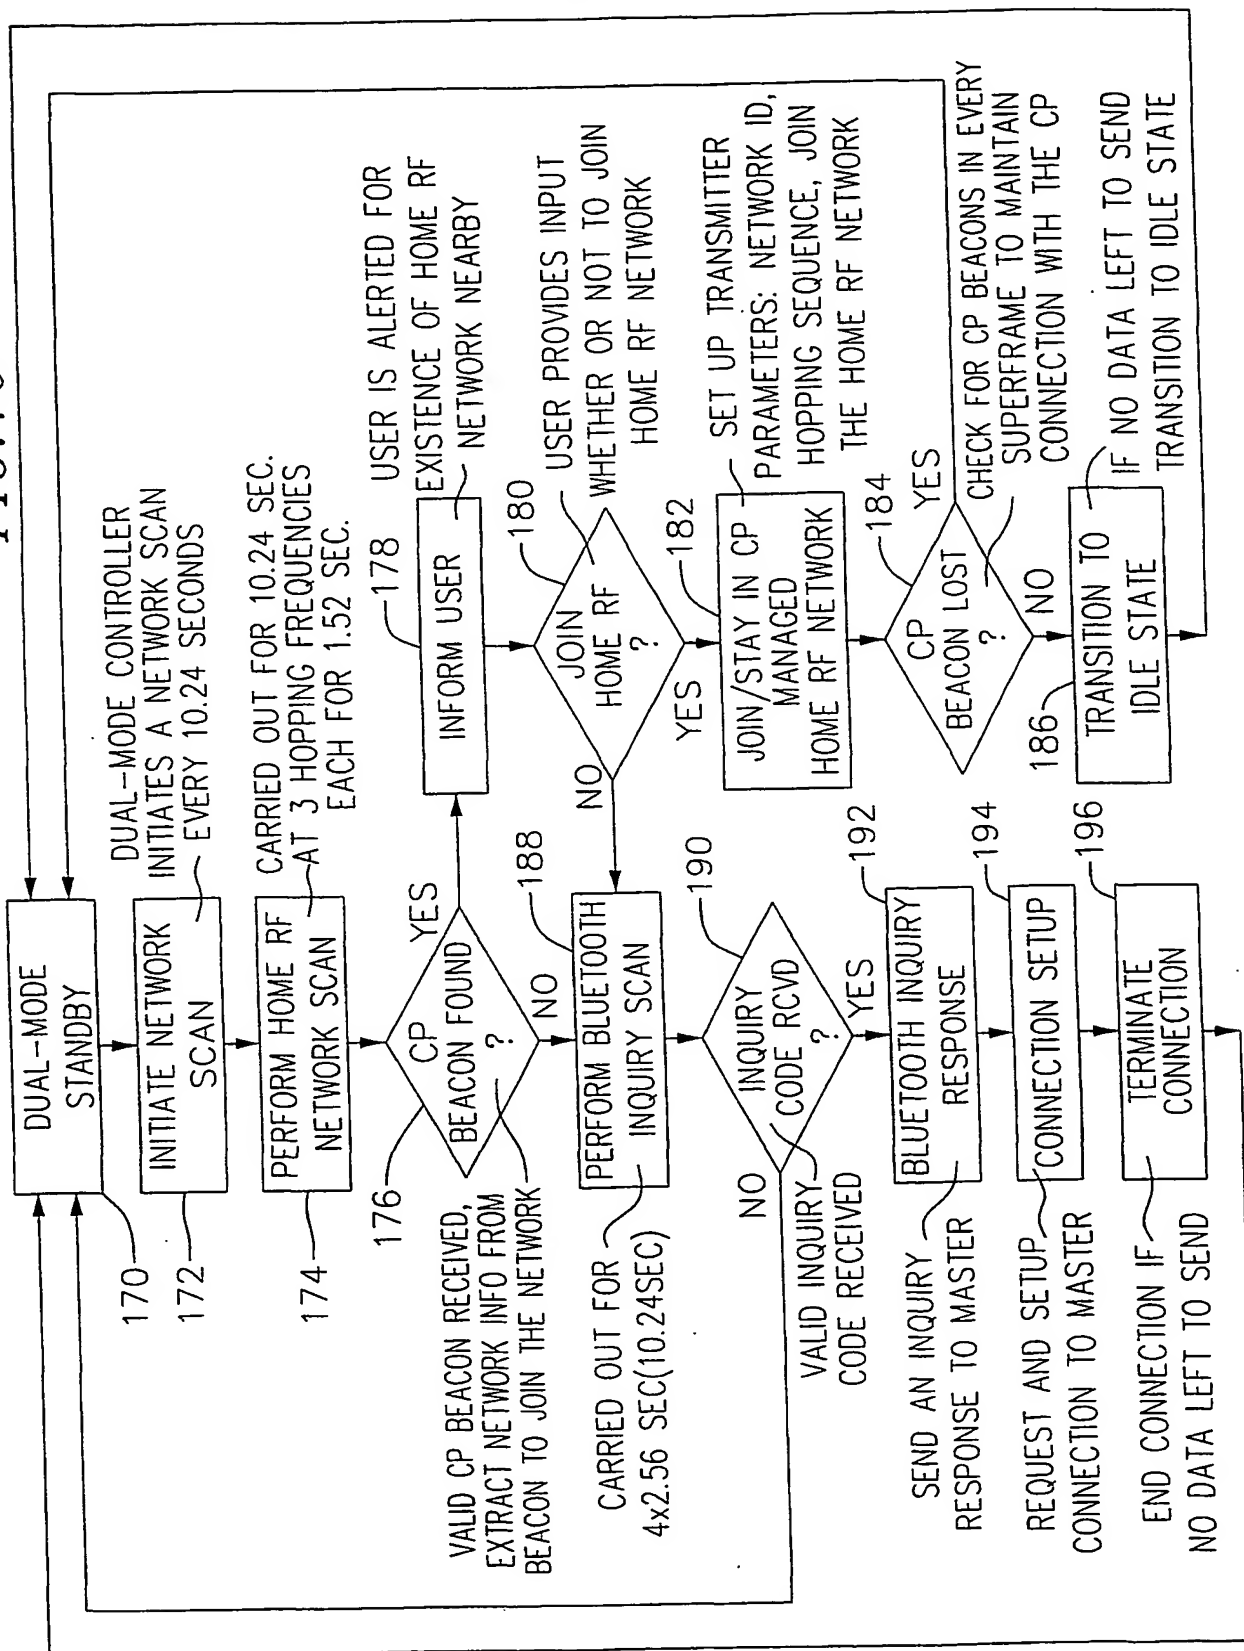 DUAL-MODE
STANDBY
170
INITIATE NETWORK
SCAN
172
DUAL-MODE CONTROLLER
INITIATES A NETWORK SCAN
EVERY 10.24 SECONDS
PERFORM HOME RF
NETWORK SCAN
174
CARRIED OUT FOR 10.24 SEC.
AT 3 HOPPING FREQUENCIES
EACH FOR 1.52 SEC.
CP
BEACON FOUND
?
176
YES
NO
VALID CP BEACON RECEIVED,
EXTRACT NETWORK INFO FROM
BEACON TO JOIN THE NETWORK
INFORM USER
178
USER IS ALERTED FOR
EXISTENCE OF HOME RF
NETWORK NEARBY
JOIN
HOME RF
?
180
NO
YES
USER PROVIDES INPUT
WHETHER OR NOT TO JOIN
HOME RF NETWORK
JOIN/STAY IN CP
MANAGED
HOME RF NETWORK
182
SET UP TRANSMITTER
PARAMETERS: NETWORK ID,
HOPPING SEQUENCE, JOIN
THE HOME RF NETWORK
CP
BEACON LOST
?
184
YES
NO
CHECK FOR CP BEACONS IN EVERY
SUPERFRAME TO MAINTAIN
CONNECTION WITH THE CP
TRANSITION TO
IDLE STATE
186
IF NO DATA LEFT TO SEND
TRANSITION TO IDLE STATE
PERFORM BLUETOOTH
INQUIRY SCAN
188
CARRIED OUT FOR
4x2.56 SEC(10.24SEC)
INQUIRY
CODE RCVD
?
190
NO
YES
VALID INQUIRY
CODE RECEIVED
BLUETOOTH INQUIRY
RESPONSE
192
SEND AN INQUIRY
RESPONSE TO MASTER
CONNECTION SETUP
194
REQUEST AND SETUP
CONNECTION TO MASTER
TERMINATE
CONNECTION
196
END CONNECTION IF
NO DATA LEFT TO SEND